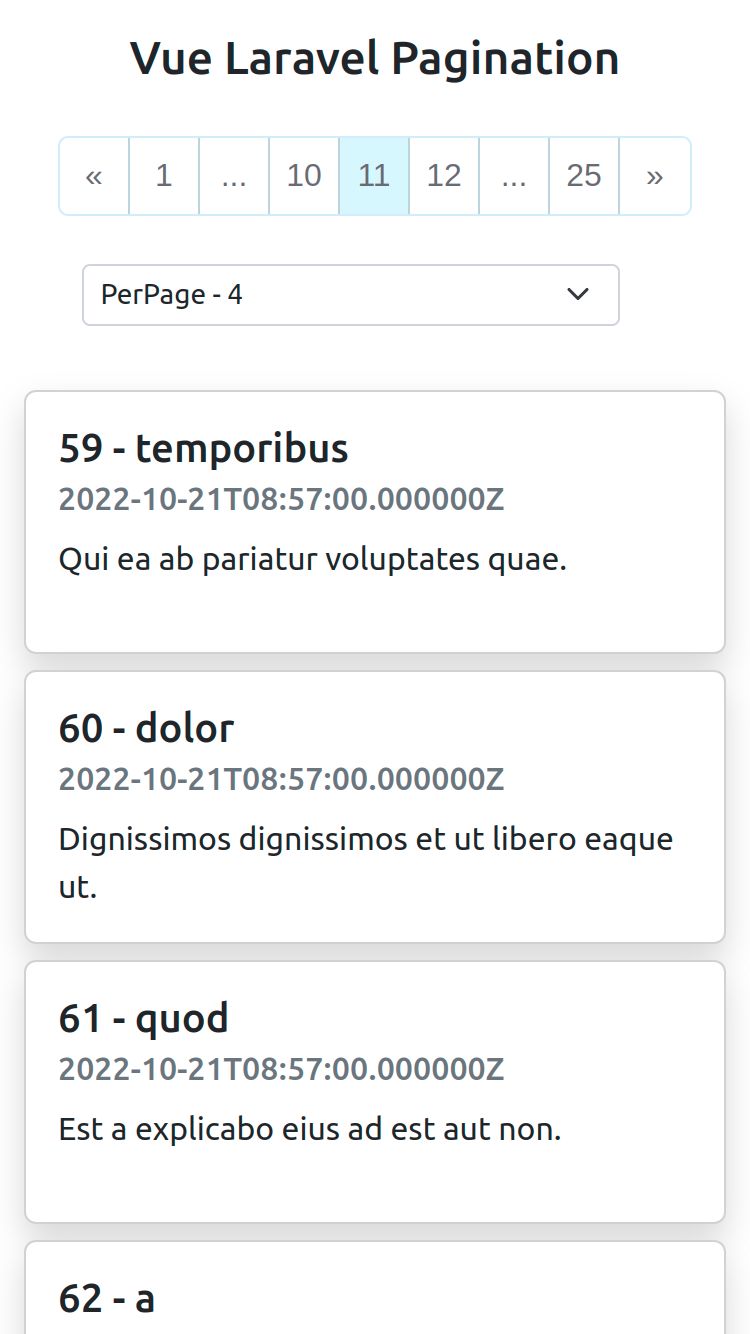 Vue Laravel Pagination
« 1 ... 10 11 12 ... 25 »
PerPage - 4
59 - temporibus
2022-10-21T08:57:00.000000Z
Qui ea ab pariatur voluptates quae.
60 - dolor
2022-10-21T08:57:00.000000Z
Dignissimos dignissimos et ut libero eaque
ut.
61 - quod
2022-10-21T08:57:00.000000Z
Est a explicabo eius ad est aut non.
62 - a